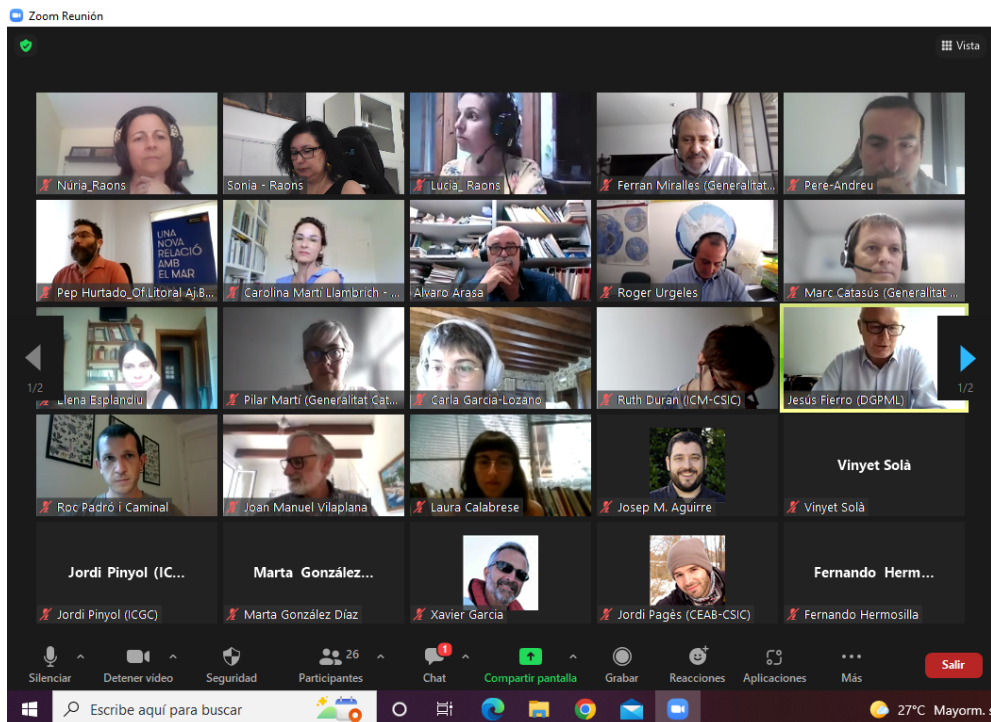 Zoom Reunión
Vista
Núria_Raons
Sonia - Raons
Lucia_ Raons
Ferran Miralles (Generalitat...
Pere-Andreu
UNA
NOVA
RELACIÓ
AMB
EL MAR
Pep Hurtado_Of.Litoral Aj.B...
Carolina Martí Llambrich - ...
Alvaro Arasa
Roger Urgeles
Marc Catasús (Generalitat ...
1/2
Elena Esplandiu
Pilar Martí (Generalitat Cat...
Carla Garcia-Lozano
Ruth Durán (ICM-CSIC)
Jesús Fierro (DGPML)
1/2
Roc Padró i Caminal
Joan Manuel Vilaplana
Laura Calabrese
Josep M. Aguirre
Vinyet Solà
Vinyet Solà
Jordi Pinyol (IC...
Jordi Pinyol (ICGC)
Marta González...
Marta González Díaz
Xavier Garcia
Jordi Pagès (CEAB-CSIC)
Fernando Herm...
Fernando Hermosilla
Silenciar
Detener video
Seguridad
26
Participantes
1
Chat
Compartir pantalla
Grabar
Reacciones
Aplicaciones
Más
Salir
Escribe aquí para buscar
27°C Mayorm. s